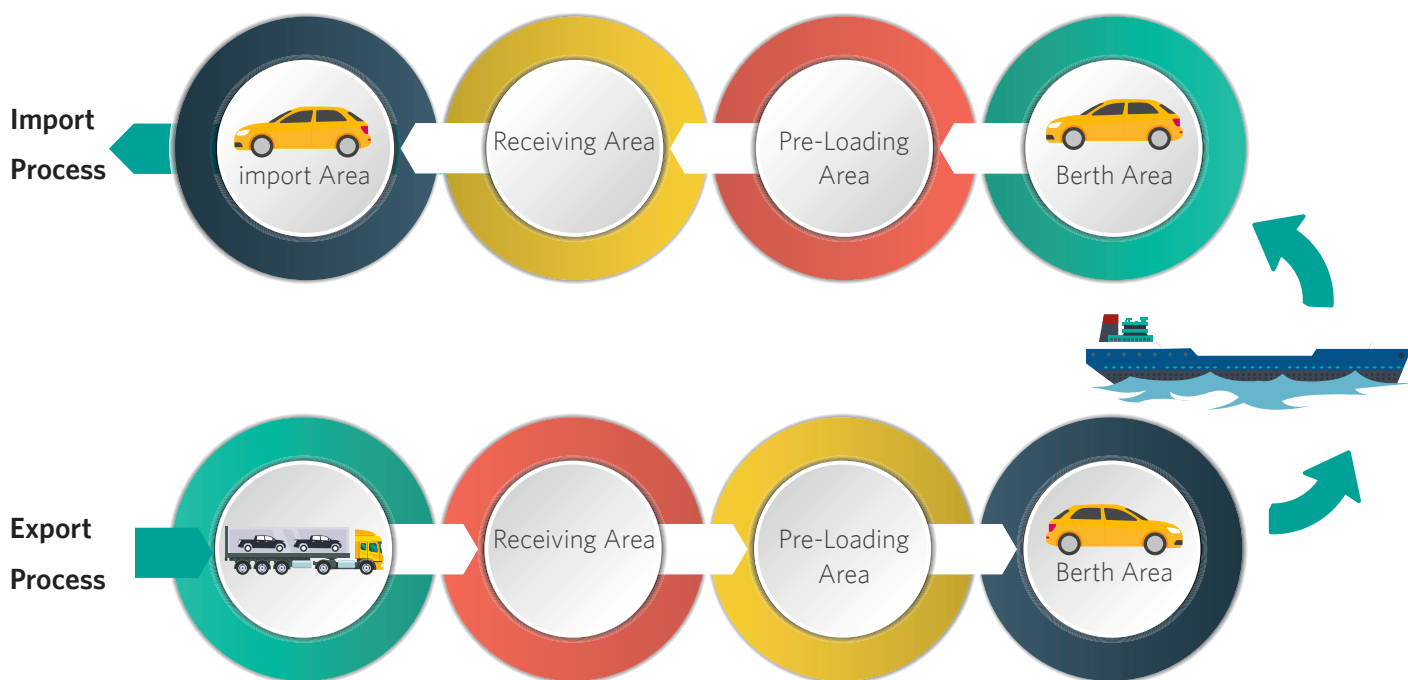 Import
Process
import Area
Receiving Area
Pre-Loading
Area
Berth Area
Export
Process
Receiving Area
Pre-Loading
Area
Berth Area